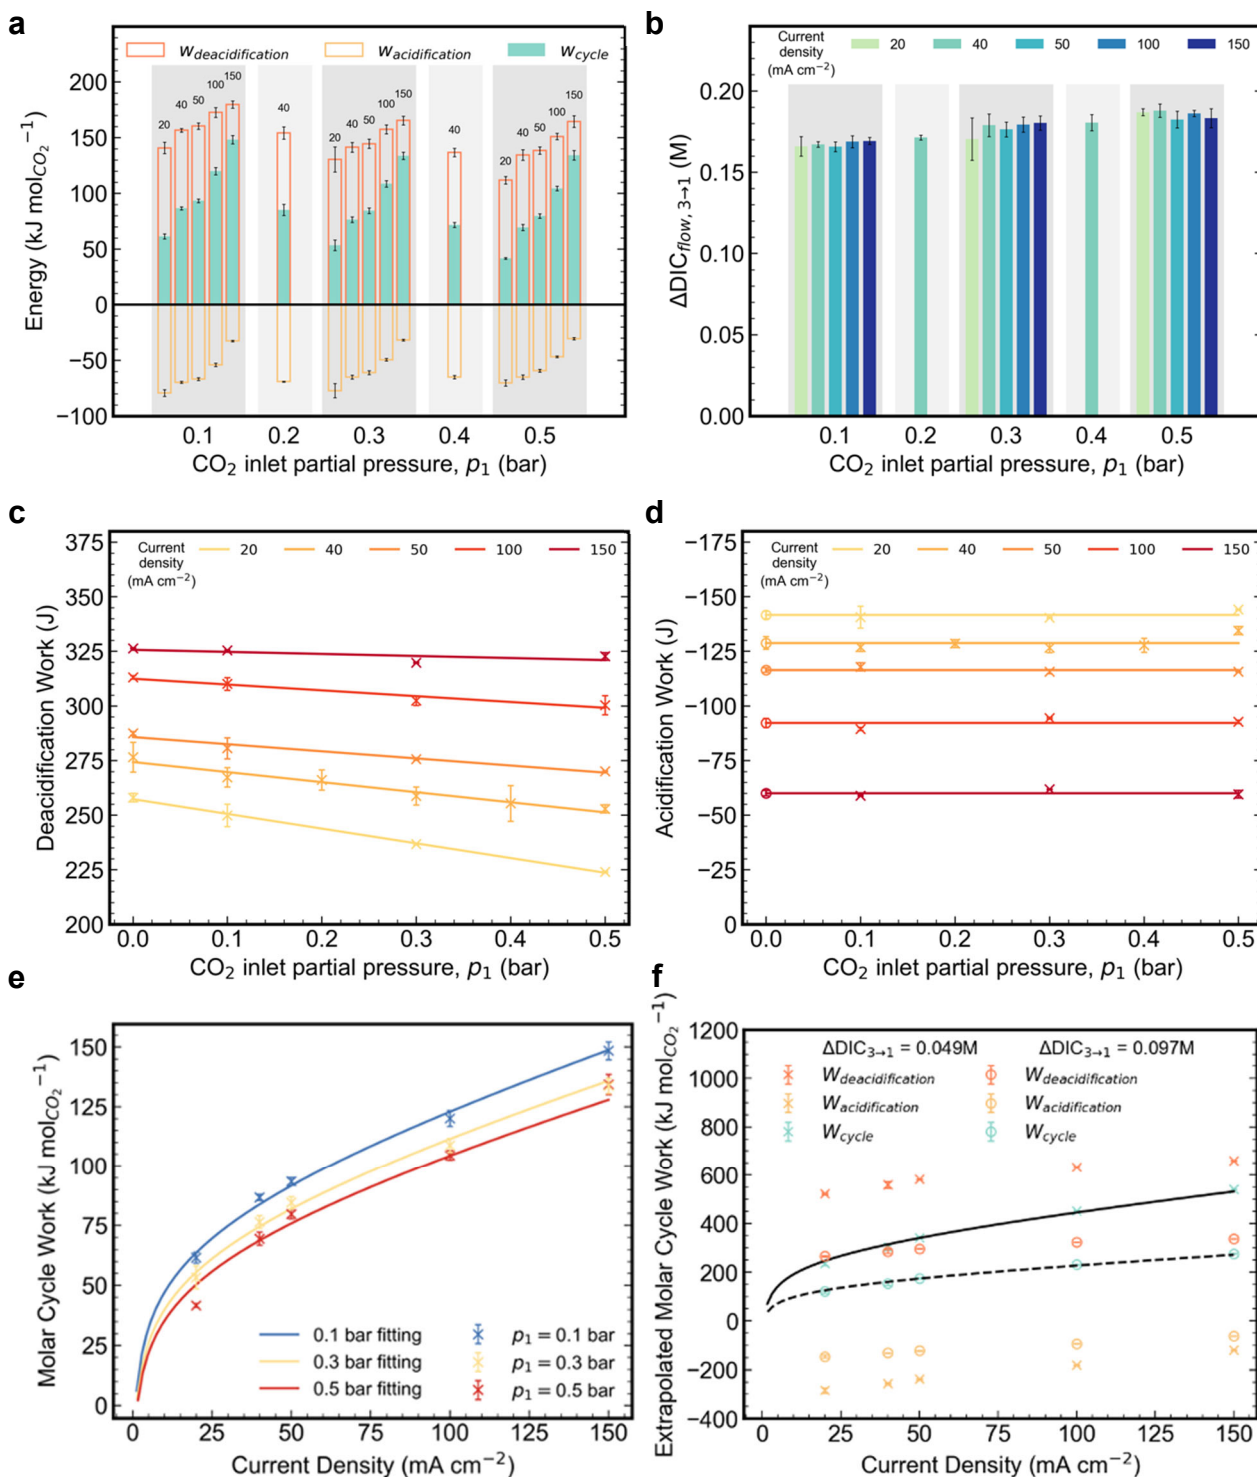 a
w_deacidification w_acidification w_cycle
Energy (kJ mol_CO₂⁻¹)
200
150
100
50
0
−50
−100
20 40 50 100 150
40
20 40 50 100 150
40
20 40 50 100 150
0.1 0.2 0.3 0.4 0.5
CO₂ inlet partial pressure, p₁ (bar)
b
Current density (mA cm⁻²) 20 40 50 100 150
ΔDIC_flow, 3→1 (M)
0.20
0.15
0.10
0.05
0.00
0.1 0.2 0.3 0.4 0.5
CO₂ inlet partial pressure, p₁ (bar)
c
Current density (mA cm⁻²) 20 40 50 100 150
Deacidification Work (J)
375
350
325
300
275
250
225
200
0.0 0.1 0.2 0.3 0.4 0.5
CO₂ inlet partial pressure, p₁ (bar)
d
Current density (mA cm⁻²) 20 40 50 100 150
Acidification Work (J)
−175
−150
−125
−100
−75
−50
−25
0
0.0 0.1 0.2 0.3 0.4 0.5
CO₂ inlet partial pressure, p₁ (bar)
e
Molar Cycle Work (kJ mol_CO₂⁻¹)
150
125
100
75
50
25
0
0.1 bar fitting p₁ = 0.1 bar
0.3 bar fitting p₁ = 0.3 bar
0.5 bar fitting p₁ = 0.5 bar
0 25 50 75 100 125 150
Current Density (mA cm⁻²)
f
Extrapolated Molar Cycle Work (kJ mol_CO₂⁻¹)
1200
1000
800
600
400
200
0
−200
−400
ΔDIC₃→₁ = 0.049M ΔDIC₃→₁ = 0.097M
W_deacidification W_deacidification
W_acidification W_acidification
W_cycle W_cycle
0 25 50 75 100 125 150
Current Density (mA cm⁻²)